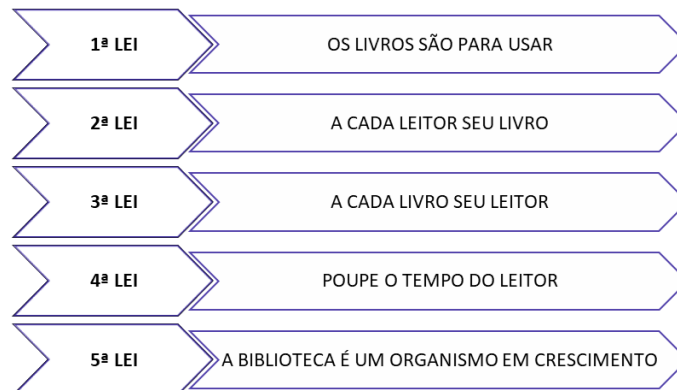 1ª LEI
OS LIVROS SÃO PARA USAR
2ª LEI
A CADA LEITOR SEU LIVRO
3ª LEI
A CADA LIVRO SEU LEITOR
4ª LEI
POUPE O TEMPO DO LEITOR
5ª LEI
A BIBLIOTECA É UM ORGANISMO EM CRESCIMENTO